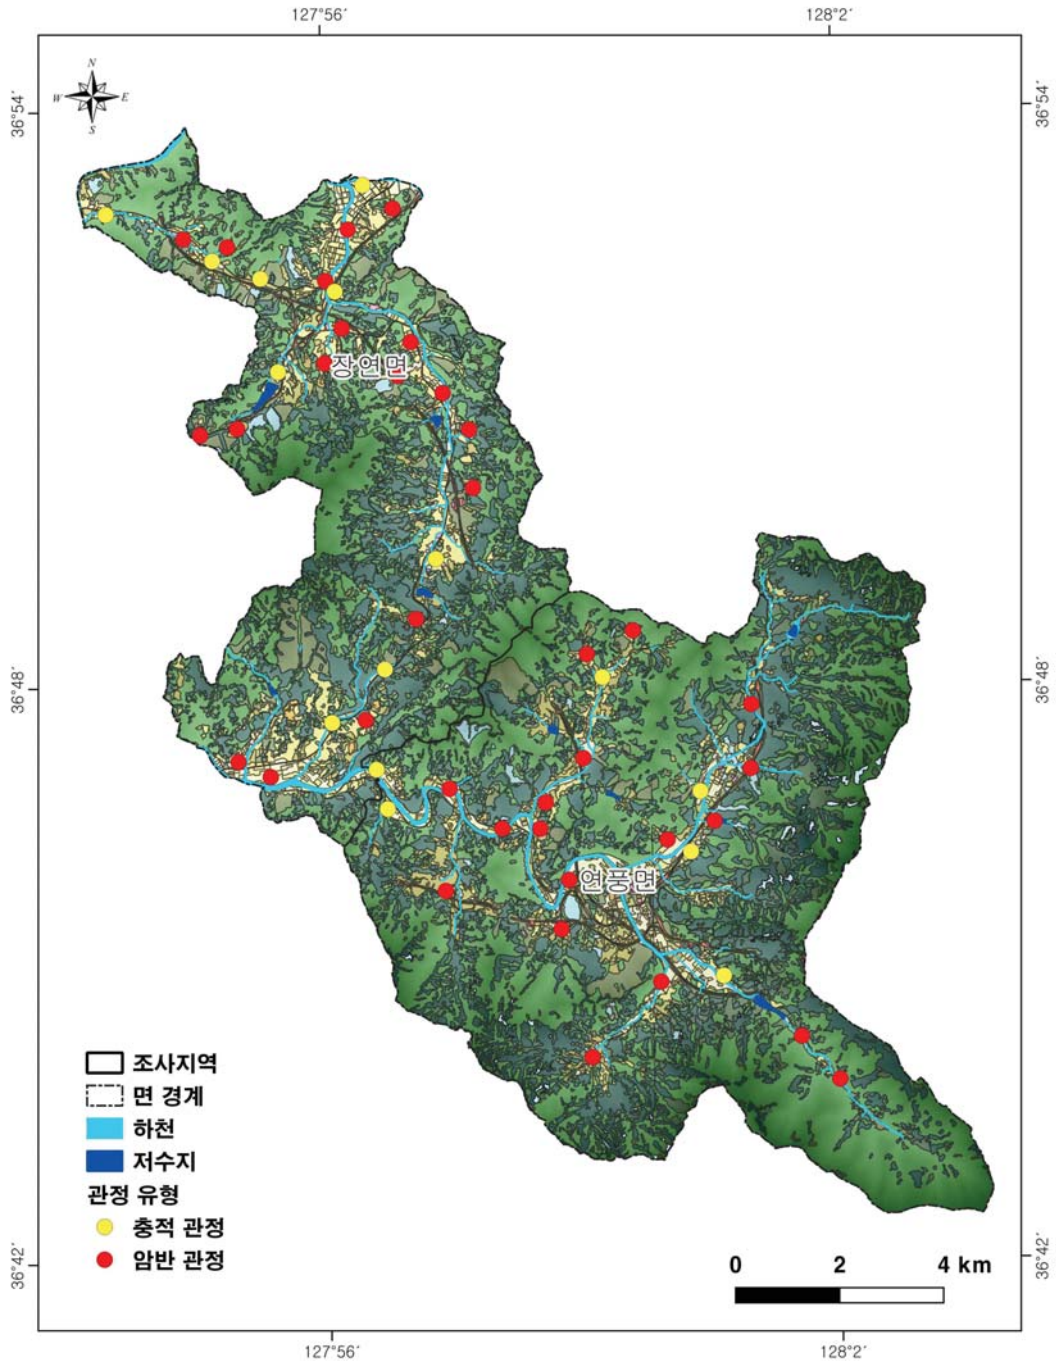 127°56´ 128°2´
36°54´ 36°54´
N
W E
S
장연면
36°48´ 36°48´
연풍면
조사지역
면 경계
하천
저수지
관정 유형
충적 관정
암반 관정
36°42´ 36°42´
0 2 4 km
127°56´ 128°2´